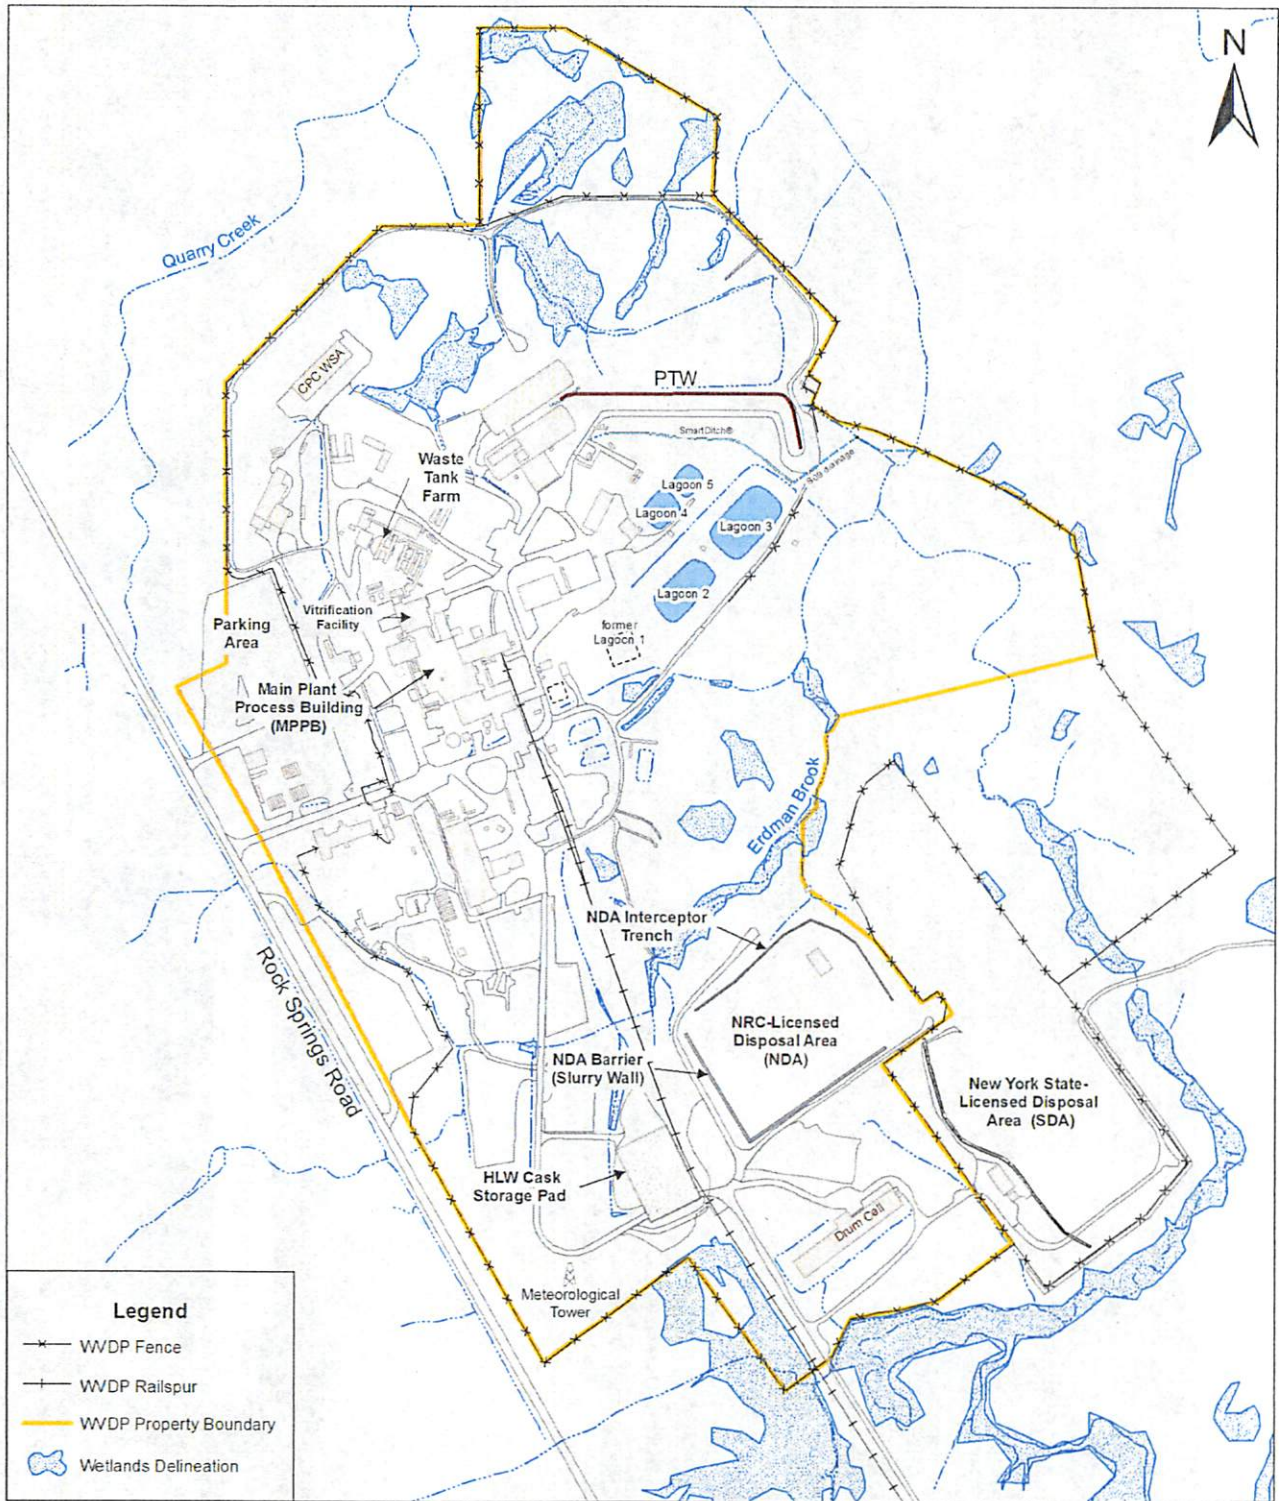 N
Quarry Creek
CPC WSA
PTW
SmartDitch®
Waste
Tank
Farm
Lagoon 5
Lagoon 4
Lagoon 3
Lagoon 2
former
Lagoon 1
Vitrification
Facility
Parking
Area
Main Plant
Process Building
(MPPB)
Erdman Brook
NDA Interceptor
Trench
Rock Springs Road
NRC-Licensed
Disposal Area
(NDA)
NDA Barrier
(Slurry Wall)
New York State-
Licensed Disposal
Area (SDA)
HLW Cask
Storage Pad
Drum Cell
Meteorological
Tower
Legend
WVDP Fence
WVDP Railspur
WVDP Property Boundary
Wetlands Delineation